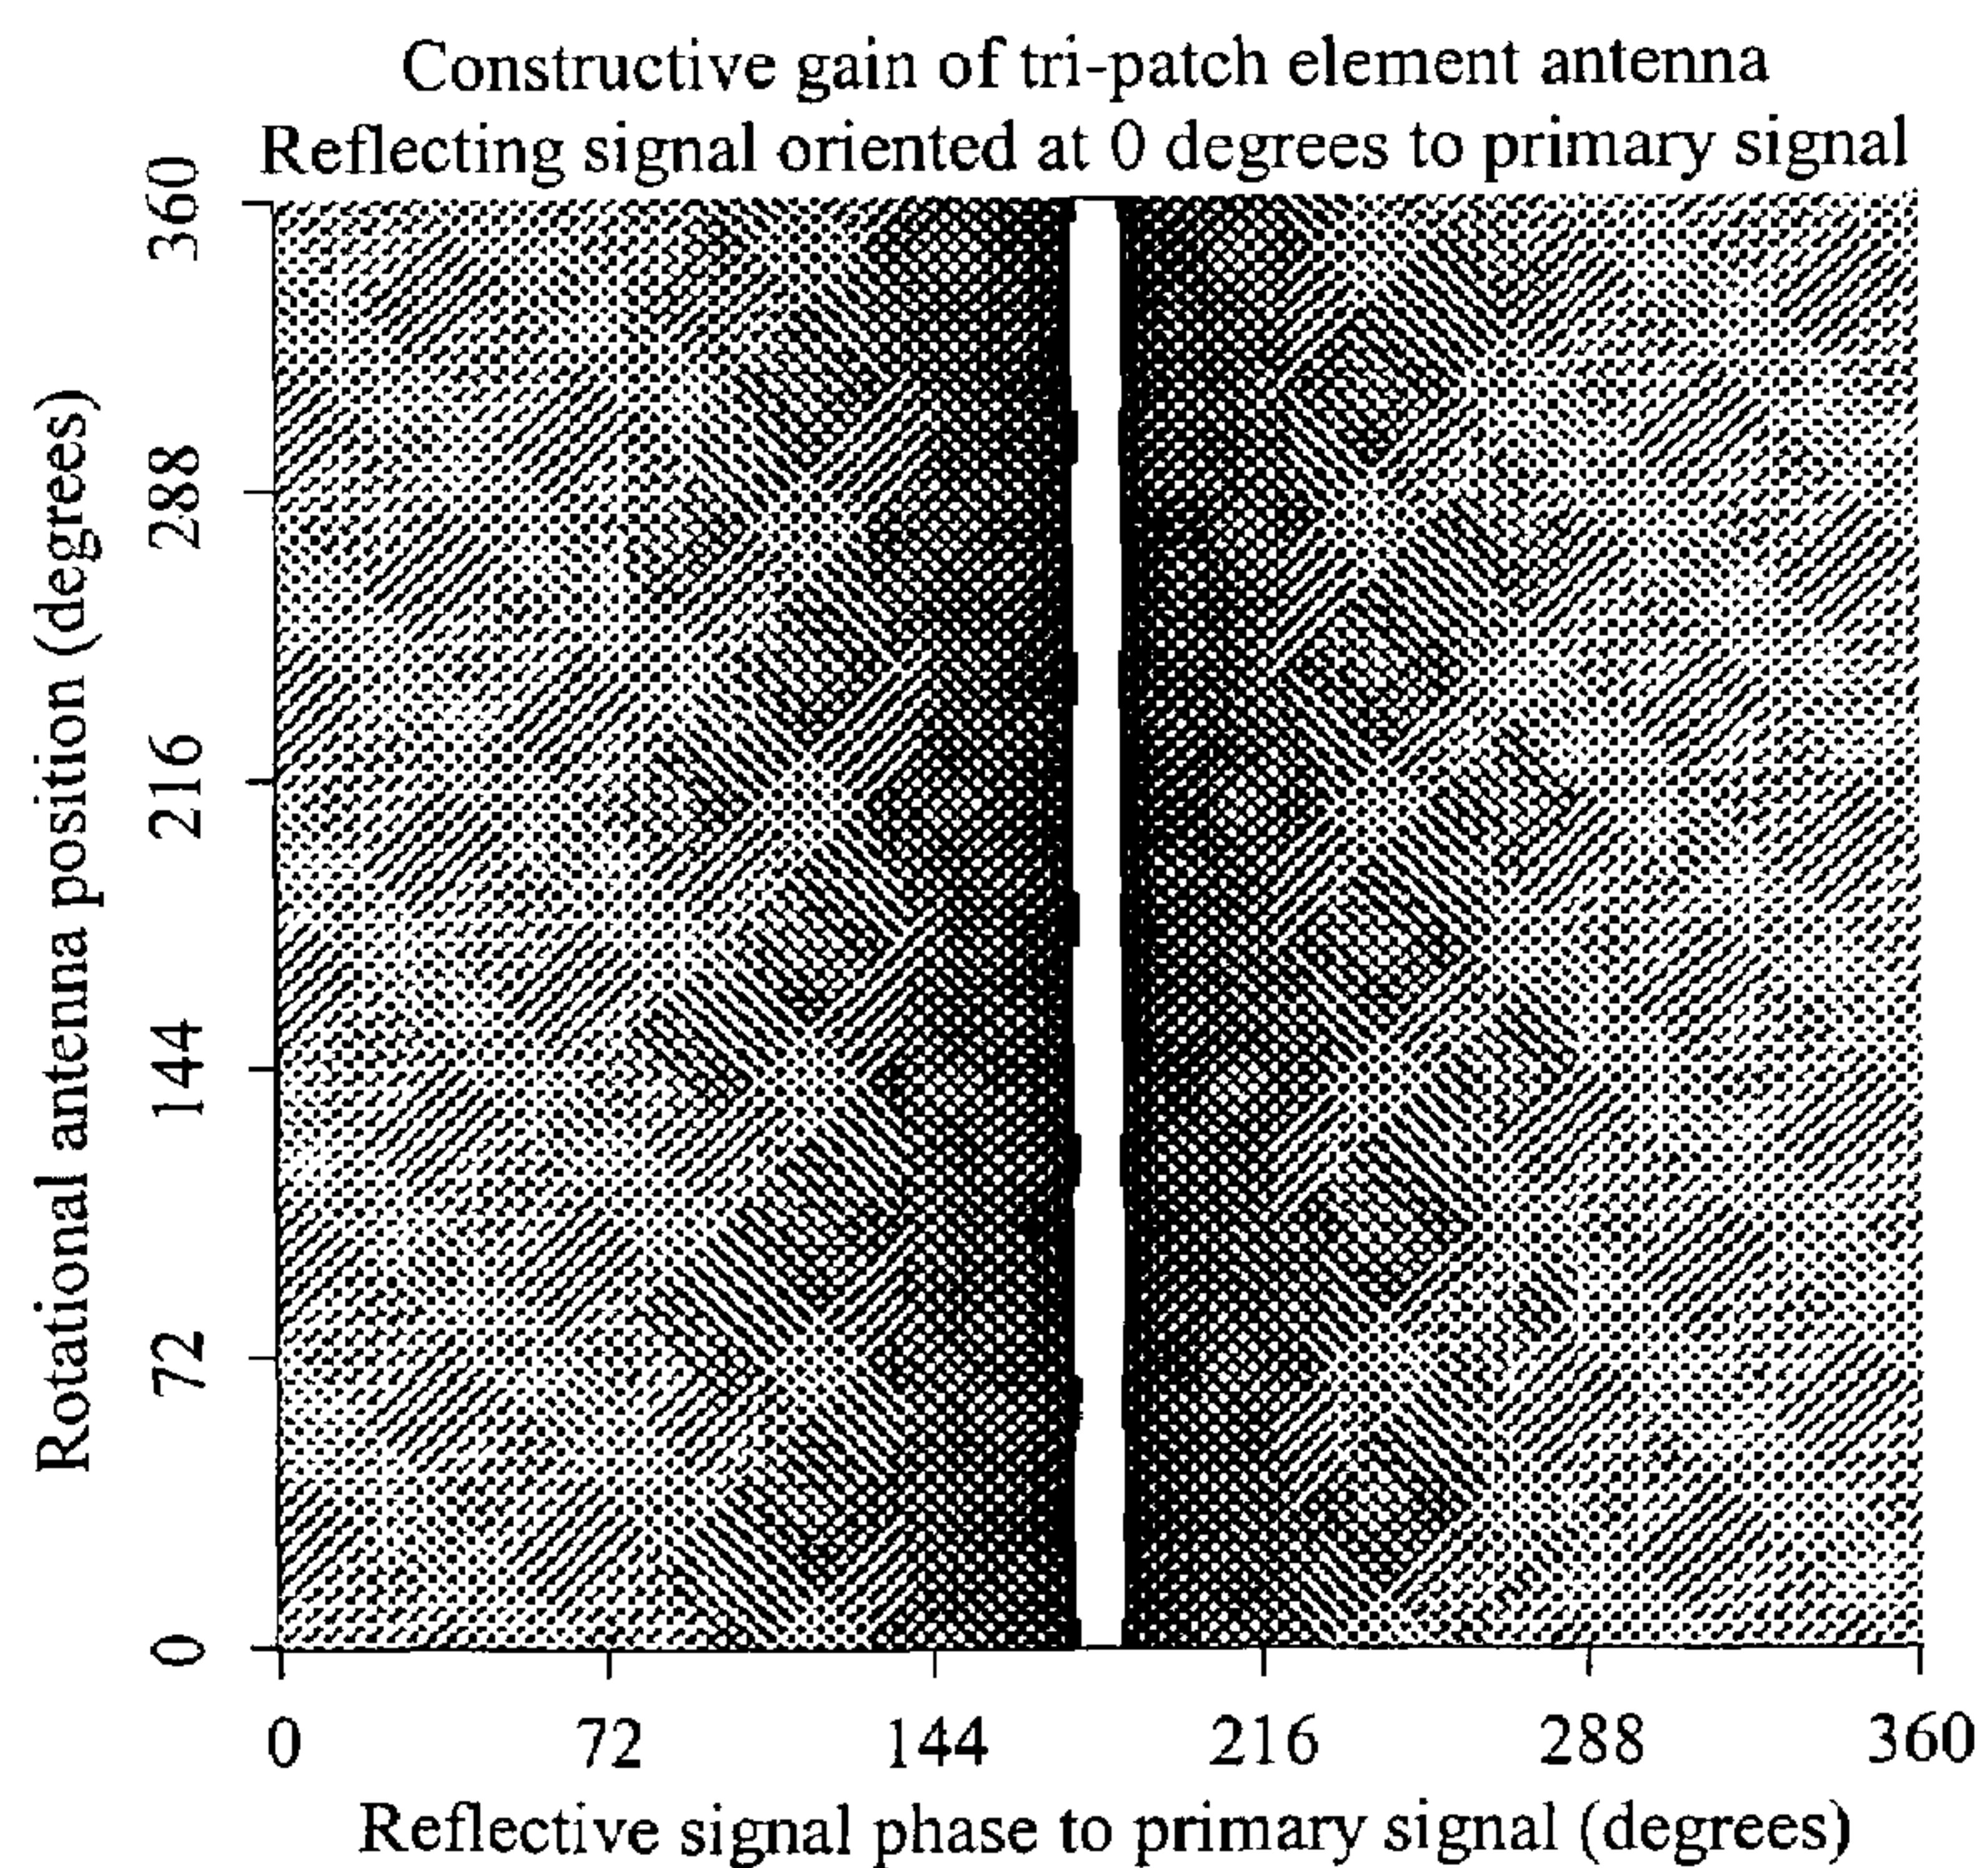 Constructive gain of tri-patch element antenna
Reflecting signal oriented at 0 degrees to primary signal
Rotational antenna position (degrees)
360
288
216
144
72
0
0 72 144 216 288 360
Reflective signal phase to primary signal (degrees)